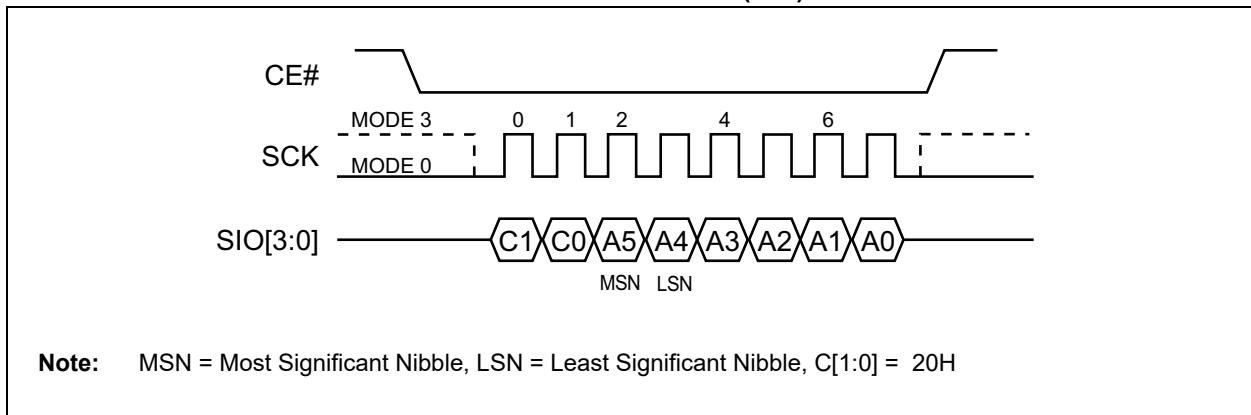 CE#
MODE 3 0 1 2 4 6
SCK
MODE 0
SIO[3:0] C1 C0 A5 A4 A3 A2 A1 A0
MSN LSN
Note: MSN = Most Significant Nibble, LSN = Least Significant Nibble, C[1:0] = 20H